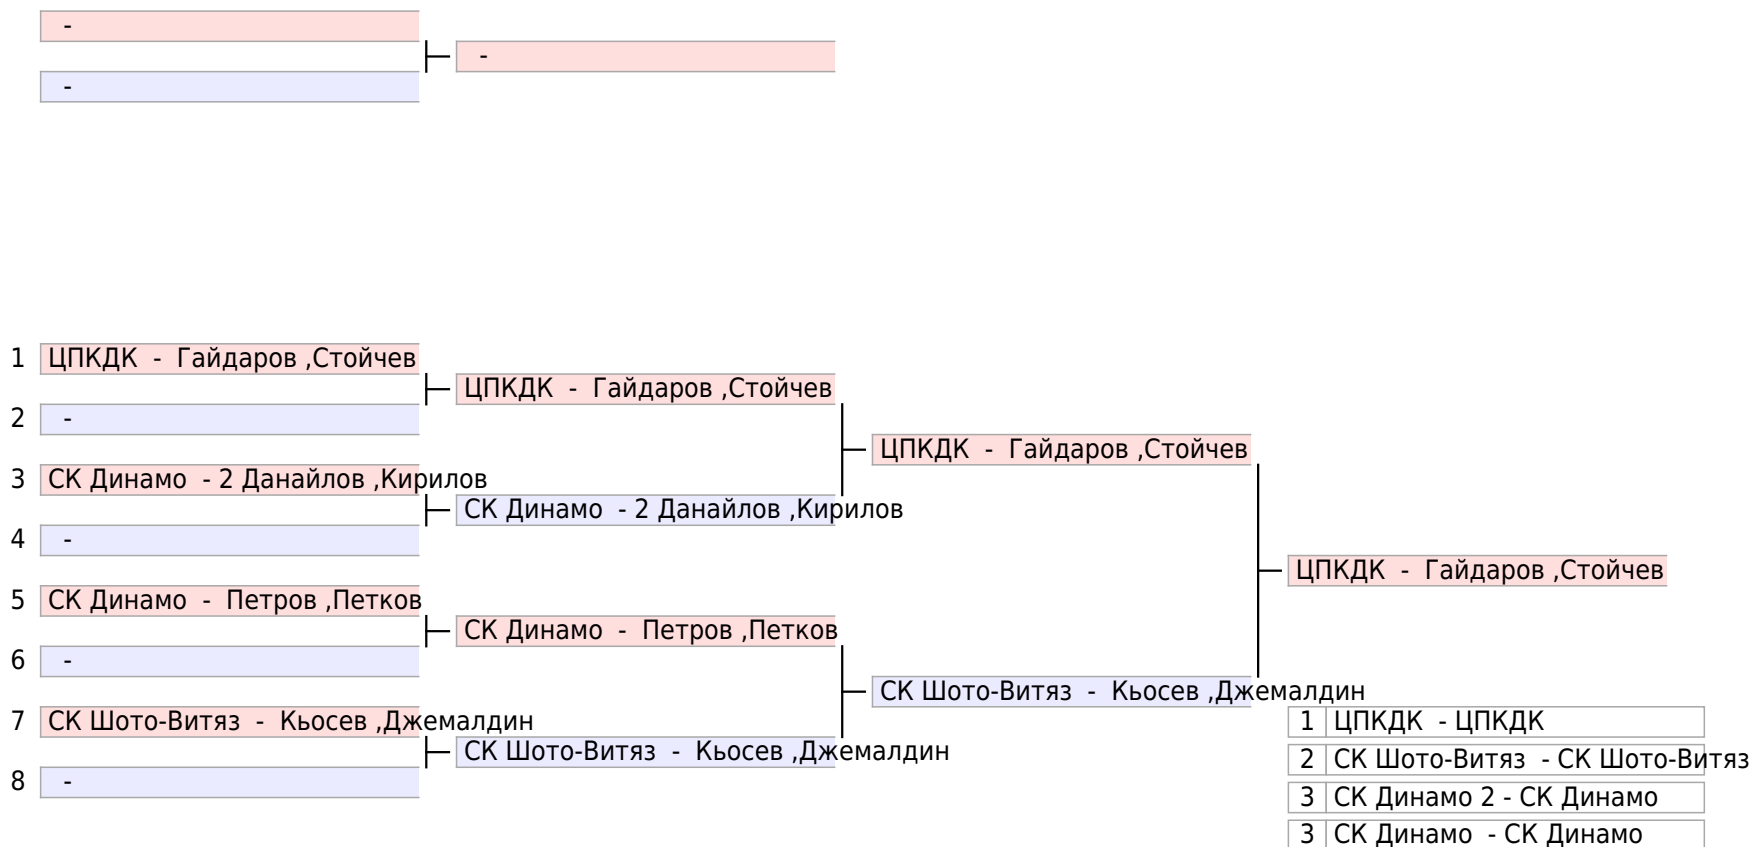 -
-
-
1 ЦПКДК - Гайдаров ,Стойчев
ЦПКДК - Гайдаров ,Стойчев
2 -
ЦПКДК - Гайдаров ,Стойчев
3 СК Динамо - 2 Данайлов ,Кирилов
СК Динамо - 2 Данайлов ,Кирилов
4 -
ЦПКДК - Гайдаров ,Стойчев
5 СК Динамо - Петров ,Петков
СК Динамо - Петров ,Петков
6 -
СК Шото-Витяз - Кьосев ,Джемалдин
7 СК Шото-Витяз - Кьосев ,Джемалдин
СК Шото-Витяз - Кьосев ,Джемалдин
8 -
1 ЦПКДК - ЦПКДК
2 СК Шото-Витяз - СК Шото-Витяз
3 СК Динамо 2 - СК Динамо
3 СК Динамо - СК Динамо